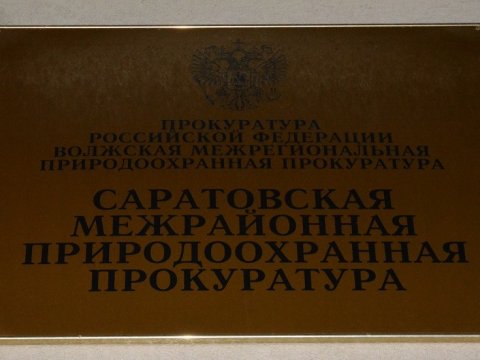 ПРОКУРАТУРА
РОССИЙСКОЙ ФЕДЕРАЦИИ
ВОЛЖСКАЯ МЕЖРЕГИОНАЛЬНАЯ
ПРИРОДООХРАННАЯ ПРОКУРАТУРА
САРАТОВСКАЯ
МЕЖРАЙОННАЯ
ПРИРОДООХРАННАЯ
ПРОКУРАТУРА